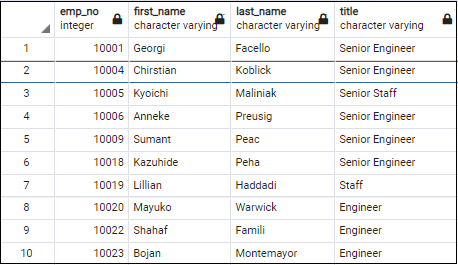 emp_no first_name last_name title
integer character varying character varying character varying
1 10001 Georgi Facello Senior Engineer
2 10004 Chirstian Koblick Senior Engineer
3 10005 Kyoichi Maliniak Senior Staff
4 10006 Anneke Preusig Senior Engineer
5 10009 Sumant Peac Senior Engineer
6 10018 Kazuhide Peha Senior Engineer
7 10019 Lillian Haddadi Staff
8 10020 Mayuko Warwick Engineer
9 10022 Shahaf Famili Engineer
10 10023 Bojan Montemayor Engineer